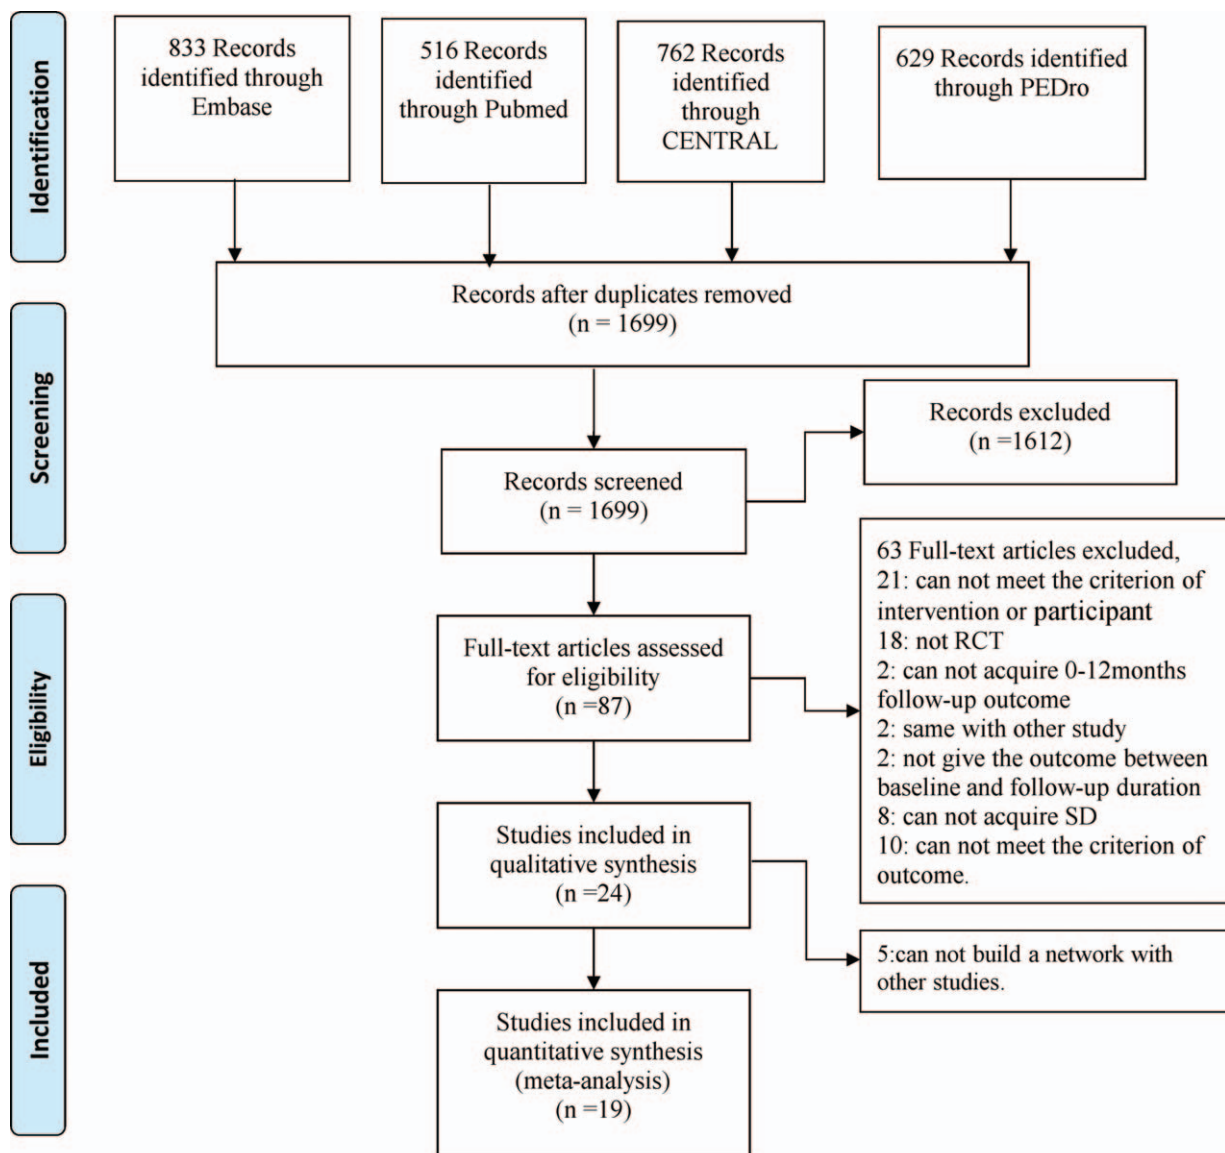 Identification
833 Records
identified through
Embase
516 Records
identified
through Pubmed
762 Records
identified
through
CENTRAL
629 Records identified
through PEDro
Records after duplicates removed
(n = 1699)
Screening
Records excluded
(n =1612)
Records screened
(n = 1699)
Eligibility
Full-text articles assessed
for eligibility
(n =87)
63 Full-text articles excluded,
21: can not meet the criterion of
intervention or participant
18: not RCT
2: can not acquire 0-12months
follow-up outcome
2: same with other study
2: not give the outcome between
baseline and follow-up duration
8: can not acquire SD
10: can not meet the criterion of
outcome.
Studies included in
qualitative synthesis
(n =24)
Included
5:can not build a network with
other studies.
Studies included in
quantitative synthesis
(meta-analysis)
(n =19)